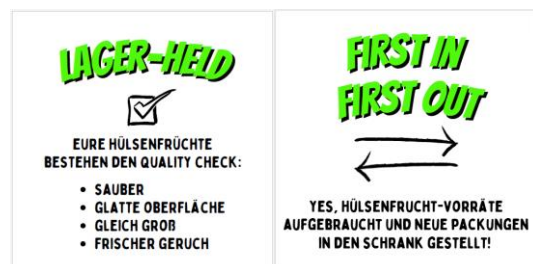 LAGER-HELD
EURE HÜLSENFRÜCHTE
BESTEHEN DEN QUALITY CHECK:
• SAUBER
• GLATTE OBERFLÄCHE
• GLEICH GROß
• FRISCHER GERUCH
FIRST IN
FIRST OUT
YES, HÜLSENFRUCHT-VORRÄTE
AUFGEBRAUCHT UND NEUE PACKUNGEN
IN DEN SCHRANK GESTELLT!